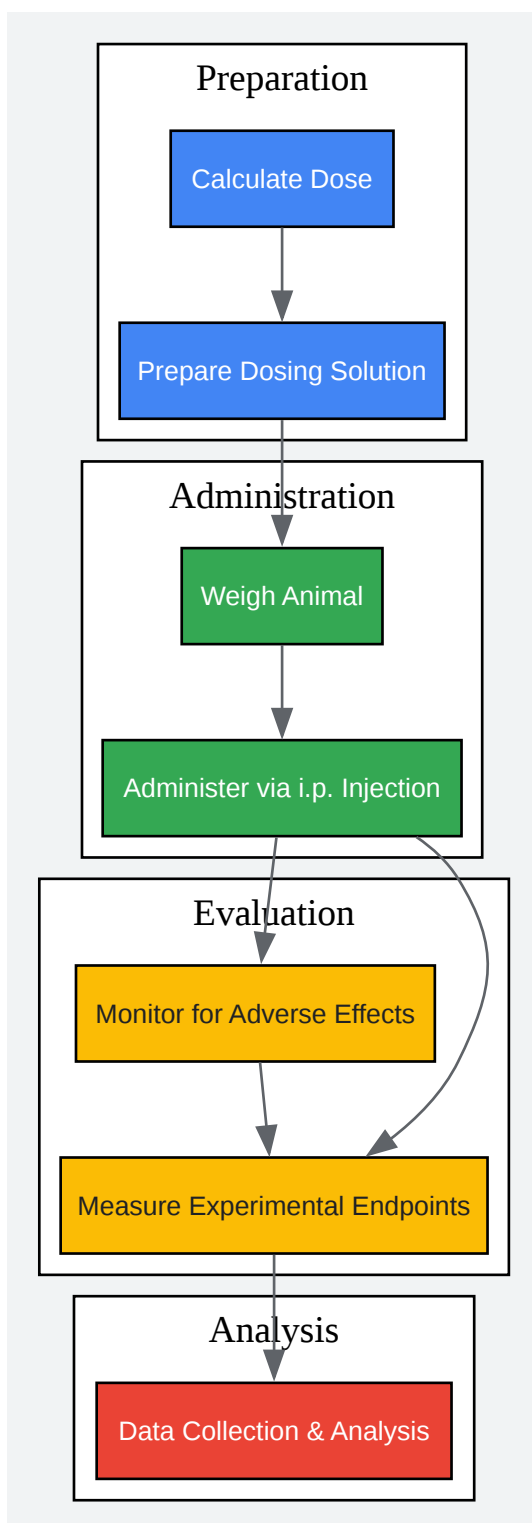 Preparation
Calculate Dose
Prepare Dosing Solution
Administration
Weigh Animal
Administer via i.p. Injection
Evaluation
Monitor for Adverse Effects
Measure Experimental Endpoints
Analysis
Data Collection & Analysis